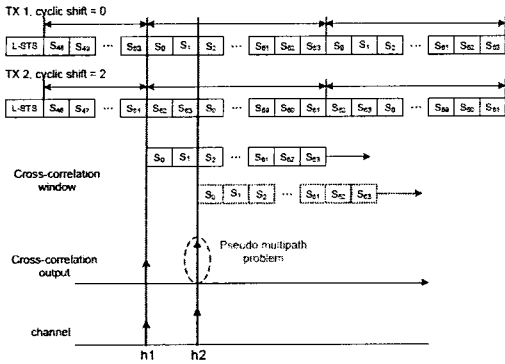 TX 1, cyclic shift = 0
L-STS S48 S49 ... S63 S0 S1 S2 ... S61 S62 S63 S0 S1 S2 ... S61 S62 S63
TX 2, cyclic shift = 2
L-STS S46 S47 ... S61 S62 S63 S0 ... S59 S60 S61 S62 S63 S0 ... S59 S60 S61
S0 S1 S2 ... S61 S62 S63
Cross-correlation
window
S0 S1 S2 ... S61 S62 S63
Pseudo multipath
problem
Cross-correlation
output
channel
h1 h2